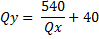 Qy = 540/Qx + 40